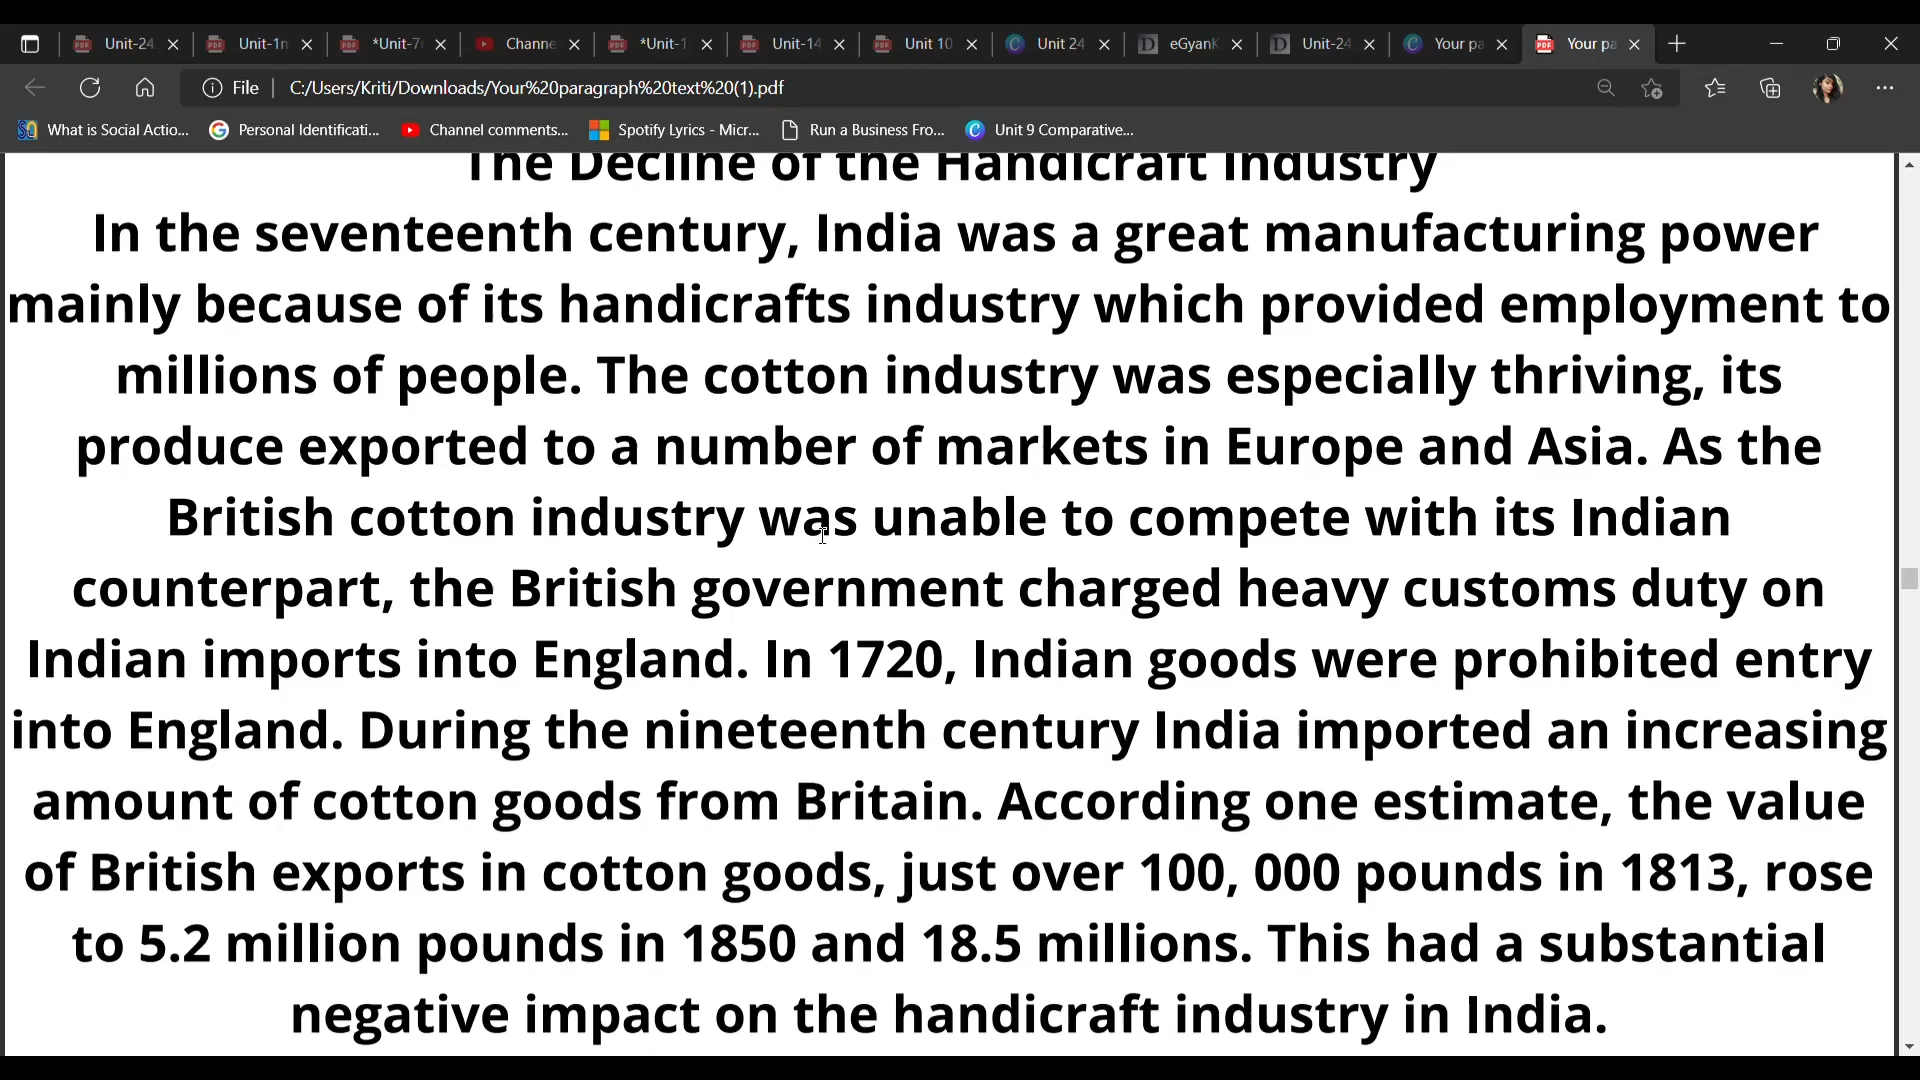 Unit-24
Unit-1
*Unit-7
Channe
*Unit-1
Unit-14
Unit 10
Unit 24
eGyanK
Unit-24
Your pa
Your pa
File
C:/Users/Kriti/Downloads/Your%20paragraph%20text%20(1).pdf
What is Social Actio...
Personal Identificati...
Channel comments...
Spotify Lyrics - Micr...
Run a Business Fro...
Unit 9 Comparative...
The Decline of the Handicraft Industry
In the seventeenth century, India was a great manufacturing power
mainly because of its handicrafts industry which provided employment to
millions of people. The cotton industry was especially thriving, its
produce exported to a number of markets in Europe and Asia. As the
British cotton industry was unable to compete with its Indian
counterpart, the British government charged heavy customs duty on
Indian imports into England. In 1720, Indian goods were prohibited entry
into England. During the nineteenth century India imported an increasing
amount of cotton goods from Britain. According one estimate, the value
of British exports in cotton goods, just over 100, 000 pounds in 1813, rose
to 5.2 million pounds in 1850 and 18.5 millions. This had a substantial
negative impact on the handicraft industry in India.